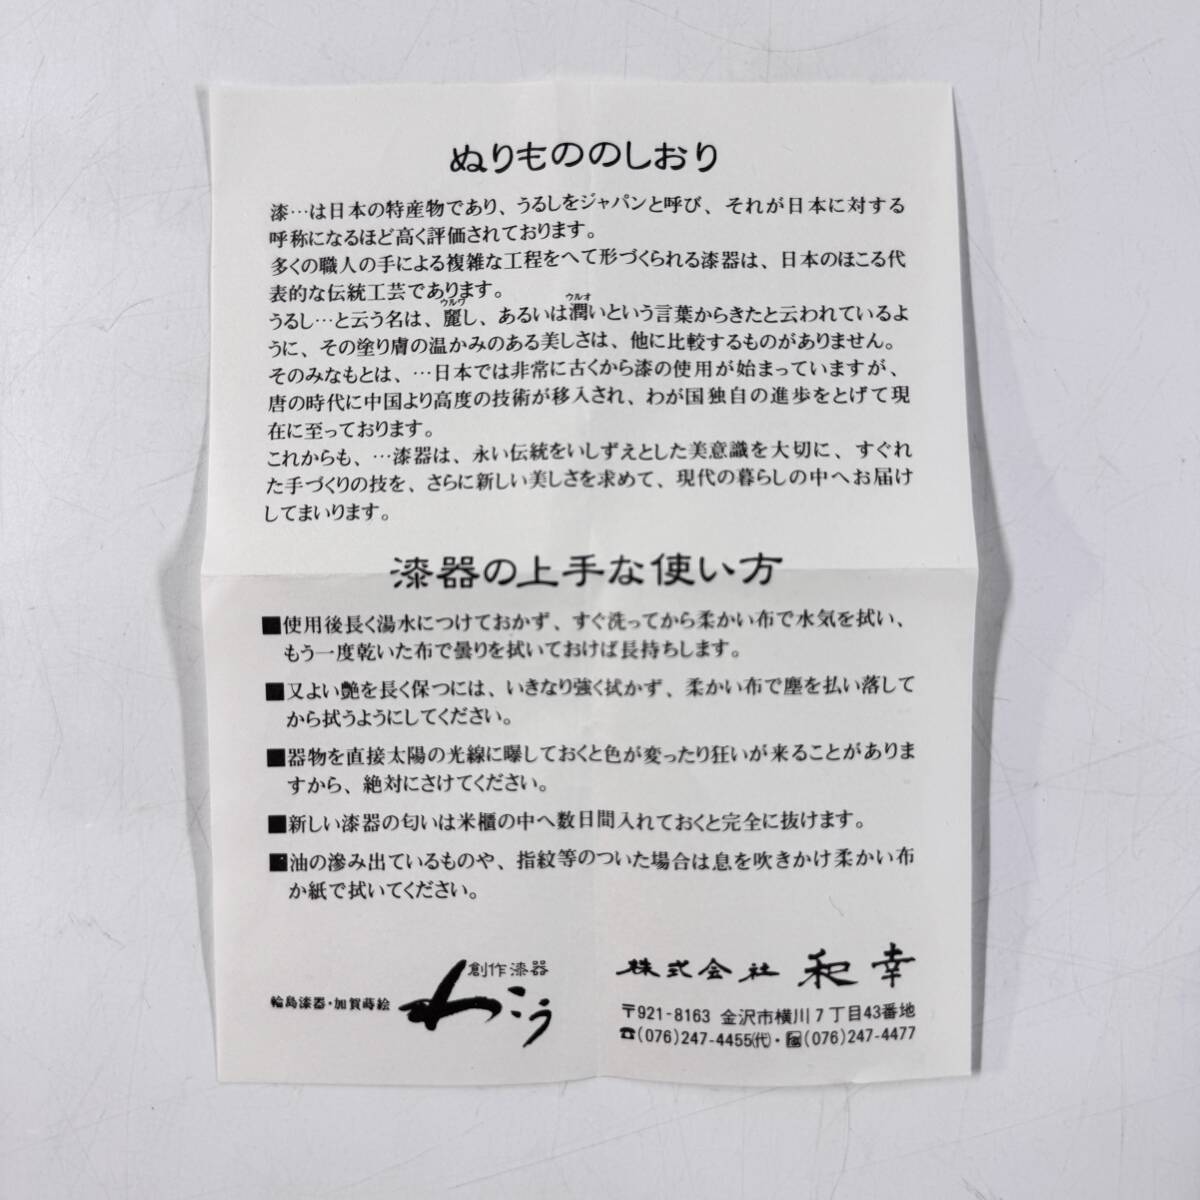 ぬりもののしおり
漆…は日本の特産物であり、うるしをジャパンと呼び、それが日本に対する
呼称になるほど高く評価されております。
多くの職人の手による複雑な工程をへて形づくられる漆器は、日本のほこる代
表的な伝統工芸であります。
ウルワ ウルオ
うるし…と云う名は、麗し、あるいは潤いという言葉からきたと云われているよ
うに、その塗り膚の温かみのある美しさは、他に比較するものがありません。
そのみなもとは、…日本では非常に古くから漆の使用が始まっていますが、
唐の時代に中国より高度の技術が移入され、わが国独自の進歩をとげて現
在に至っております。
これからも、…漆器は、永い伝統をいしずえとした美意識を大切に、すぐれ
た手づくりの技を、さらに新しい美しさを求めて、現代の暮らしの中へお届け
してまいります。
漆器の上手な使い方
■使用後長く湯水につけておかず、すぐ洗ってから柔かい布で水気を拭い、
もう一度乾いた布で曇りを拭いておけば長持ちします。
■又よい艶を長く保つには、いきなり強く拭かず、柔かい布で塵を払い落して
から拭うようにしてください。
■器物を直接太陽の光線に曝しておくと色が変ったり狂いが来ることがありま
すから、絶対にさけてください。
■新しい漆器の匂いは米櫃の中へ数日間入れておくと完全に抜けます。
■油の滲み出ているものや、指紋等のついた場合は息を吹きかけ柔かい布
か紙で拭いてください。
創作漆器
輪島漆器・加賀蒔絵 わこう
株式会社 和幸
〒921-8163 金沢市横川7丁目43番地
☎(076)247-4455㈹・℻(076)247-4477